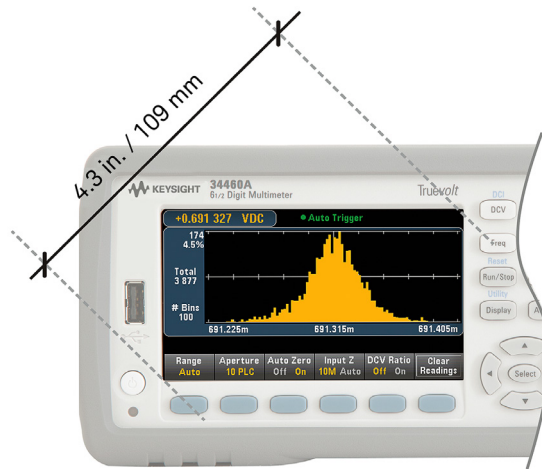 4.3 in. / 109 mm
KEYSIGHT 34460A
6 1/2 Digit Multimeter
Truevolt
DCI
DCV
Freq
Reset
Run/Stop
Utility
Display
A
Select
+0.691 327 VDC
Auto Trigger
174
4.5%
Total
3 877
# Bins
100
691.225m 691.315m 691.405m
Range Aperture Auto Zero Input Z DCV Ratio Clear
Auto 10 PLC Off On 10M Auto Off On Readings